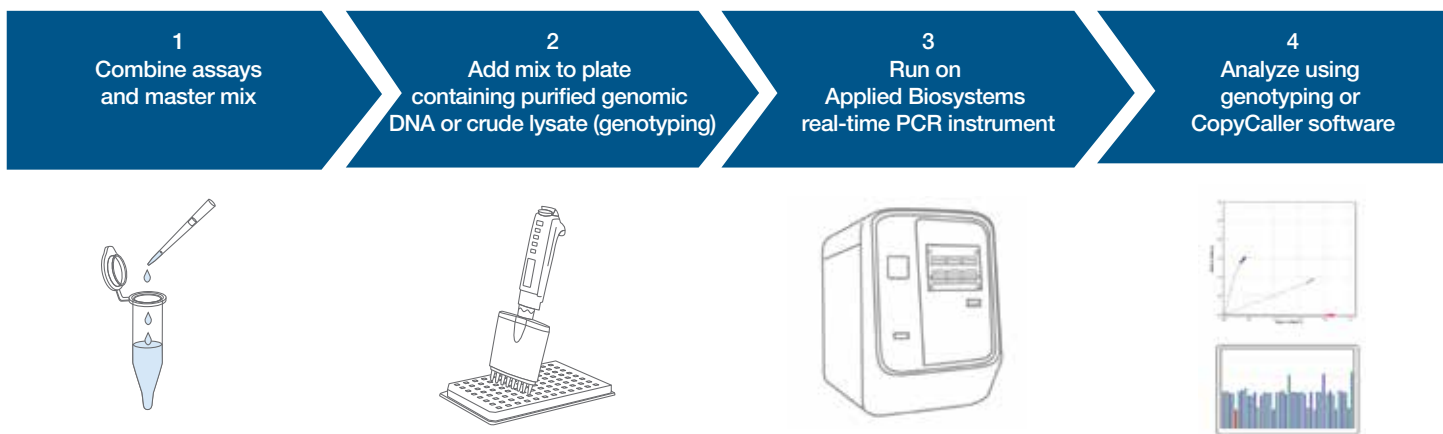 1
Combine assays
and master mix
2
Add mix to plate
containing purified genomic
DNA or crude lysate (genotyping)
3
Run on
Applied Biosystems
real-time PCR instrument
4
Analyze using
genotyping or
CopyCaller software